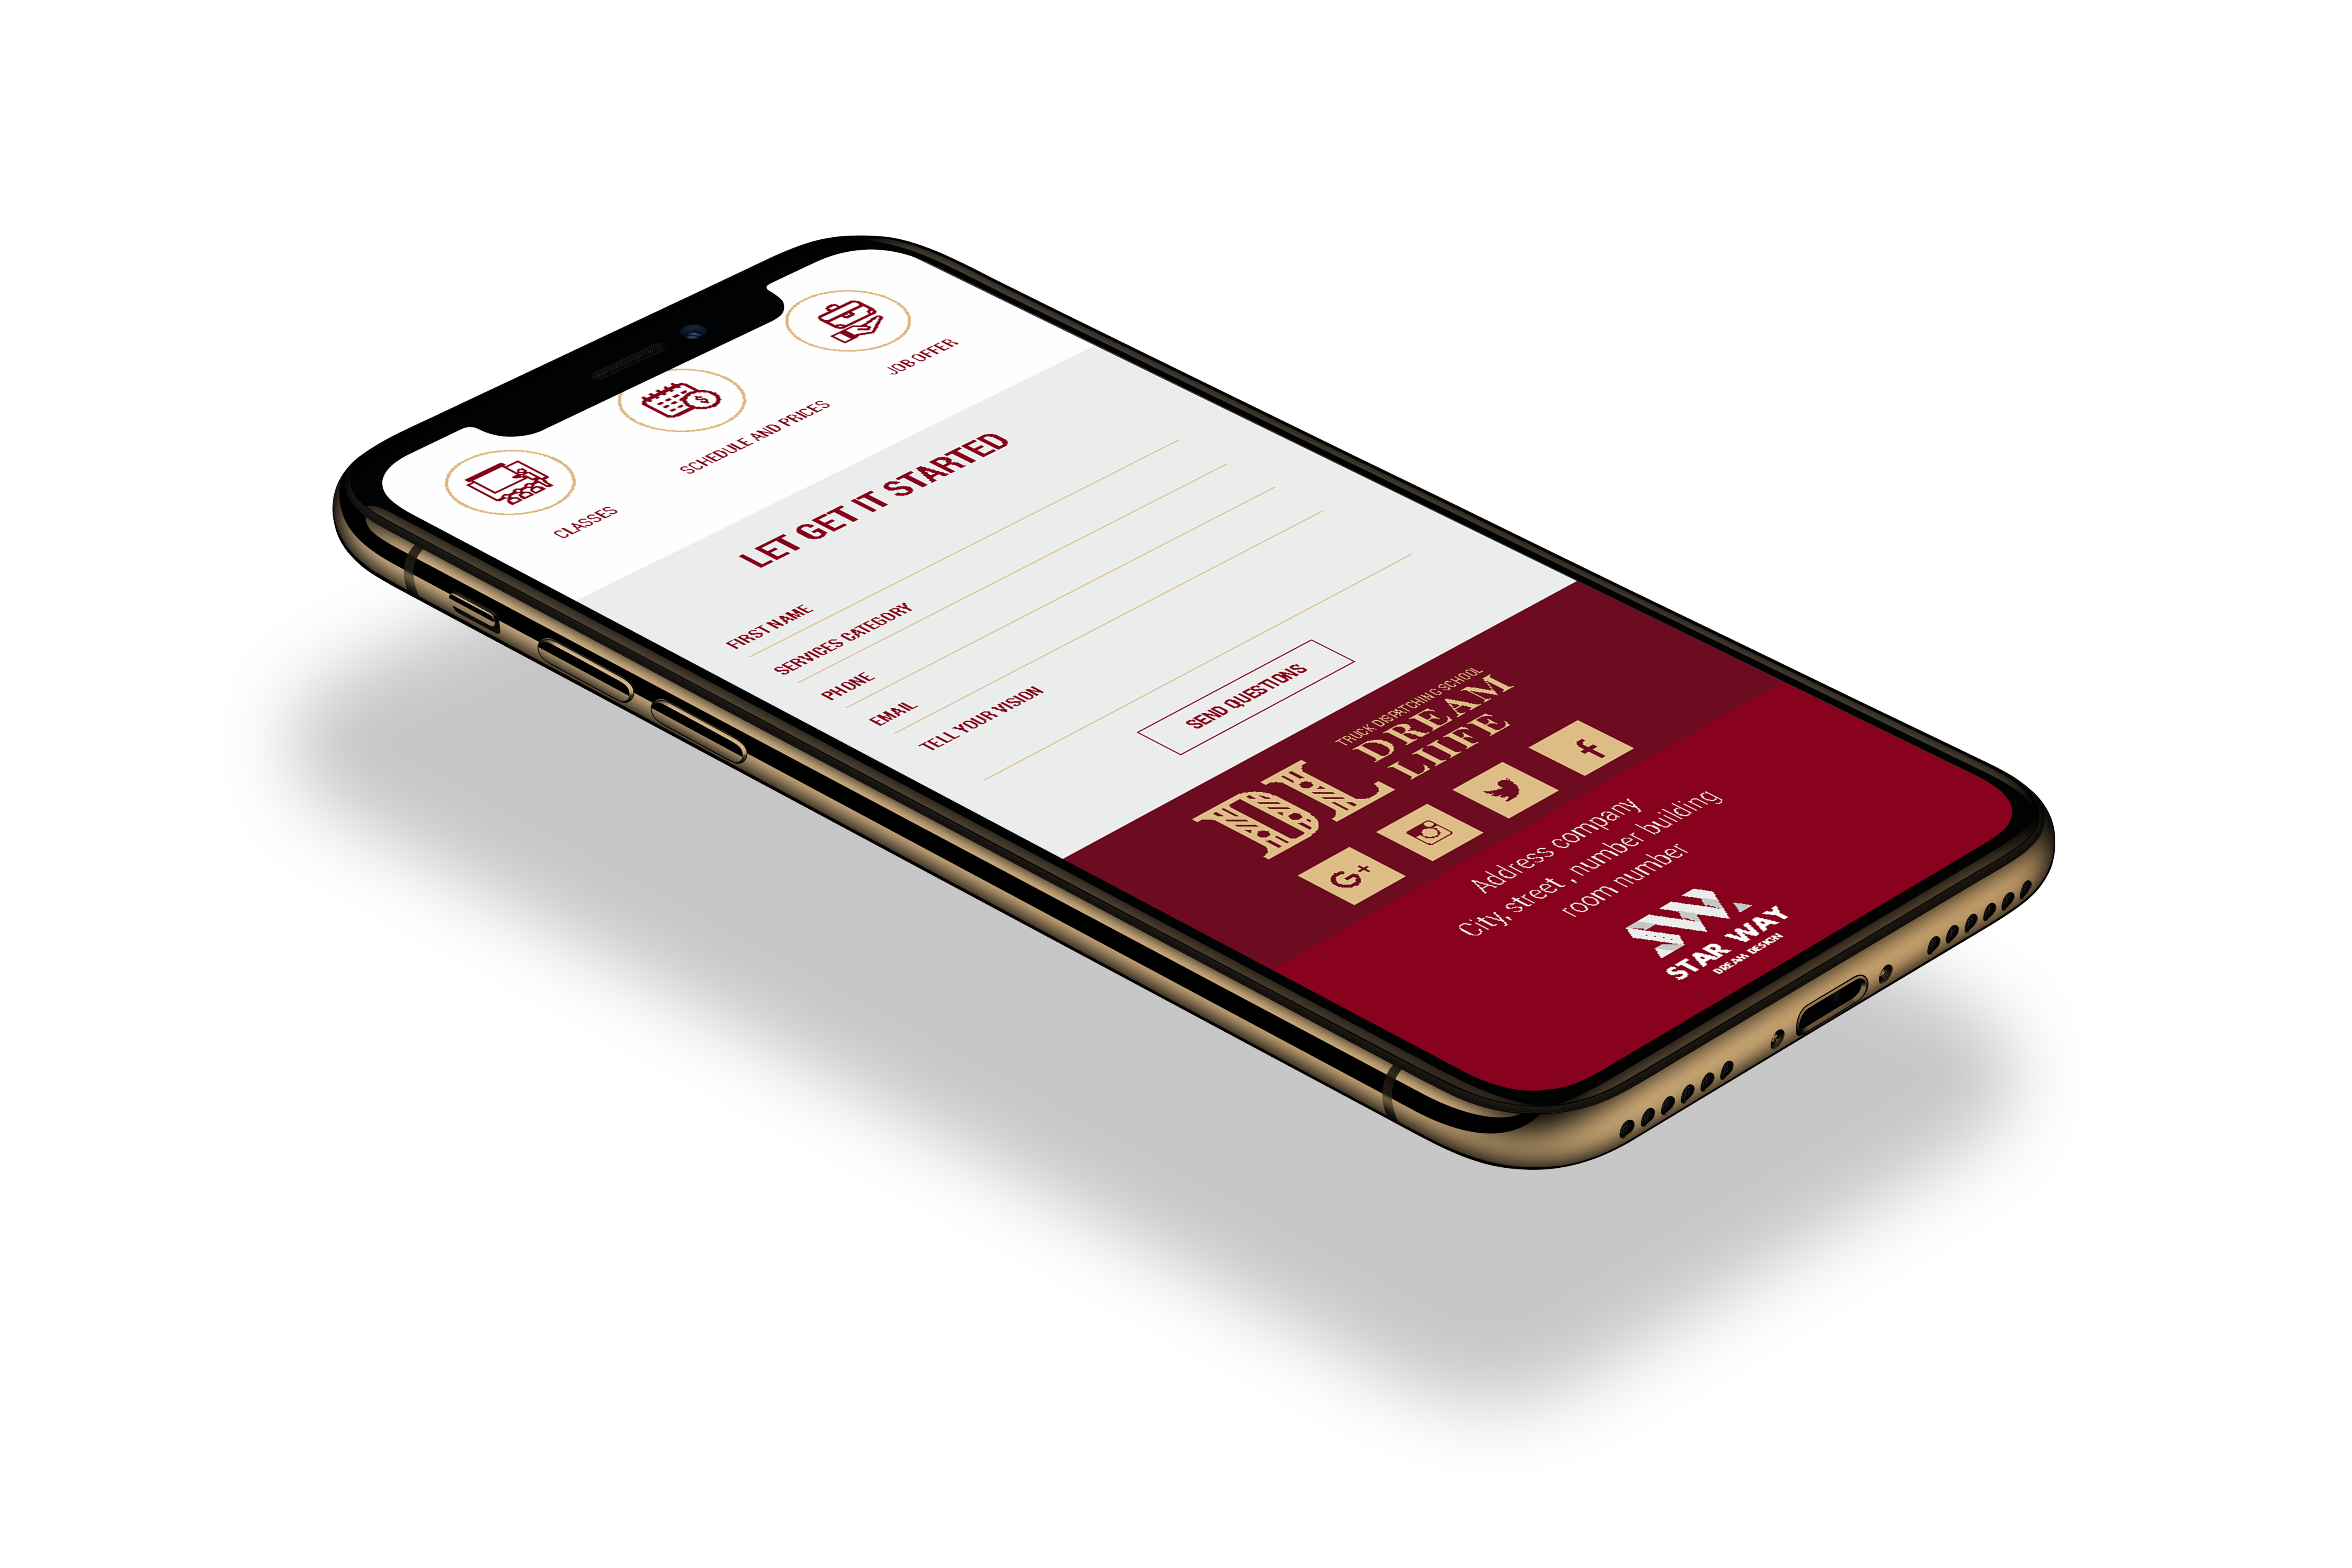 CLASSES
SCHEDULE AND PRICES
JOB OFFER
LET GET IT STARTED
FIRST NAME
SERVICES CATEGORY
PHONE
EMAIL
TELL YOUR VISION
SEND QUESTIONS
DL
TRUCK DISPATCHING SCHOOL
DREAM
LIIFE
G+
f
Address company
City, street , number building
room number
SW
STAR WAY
DREAM DESIGN